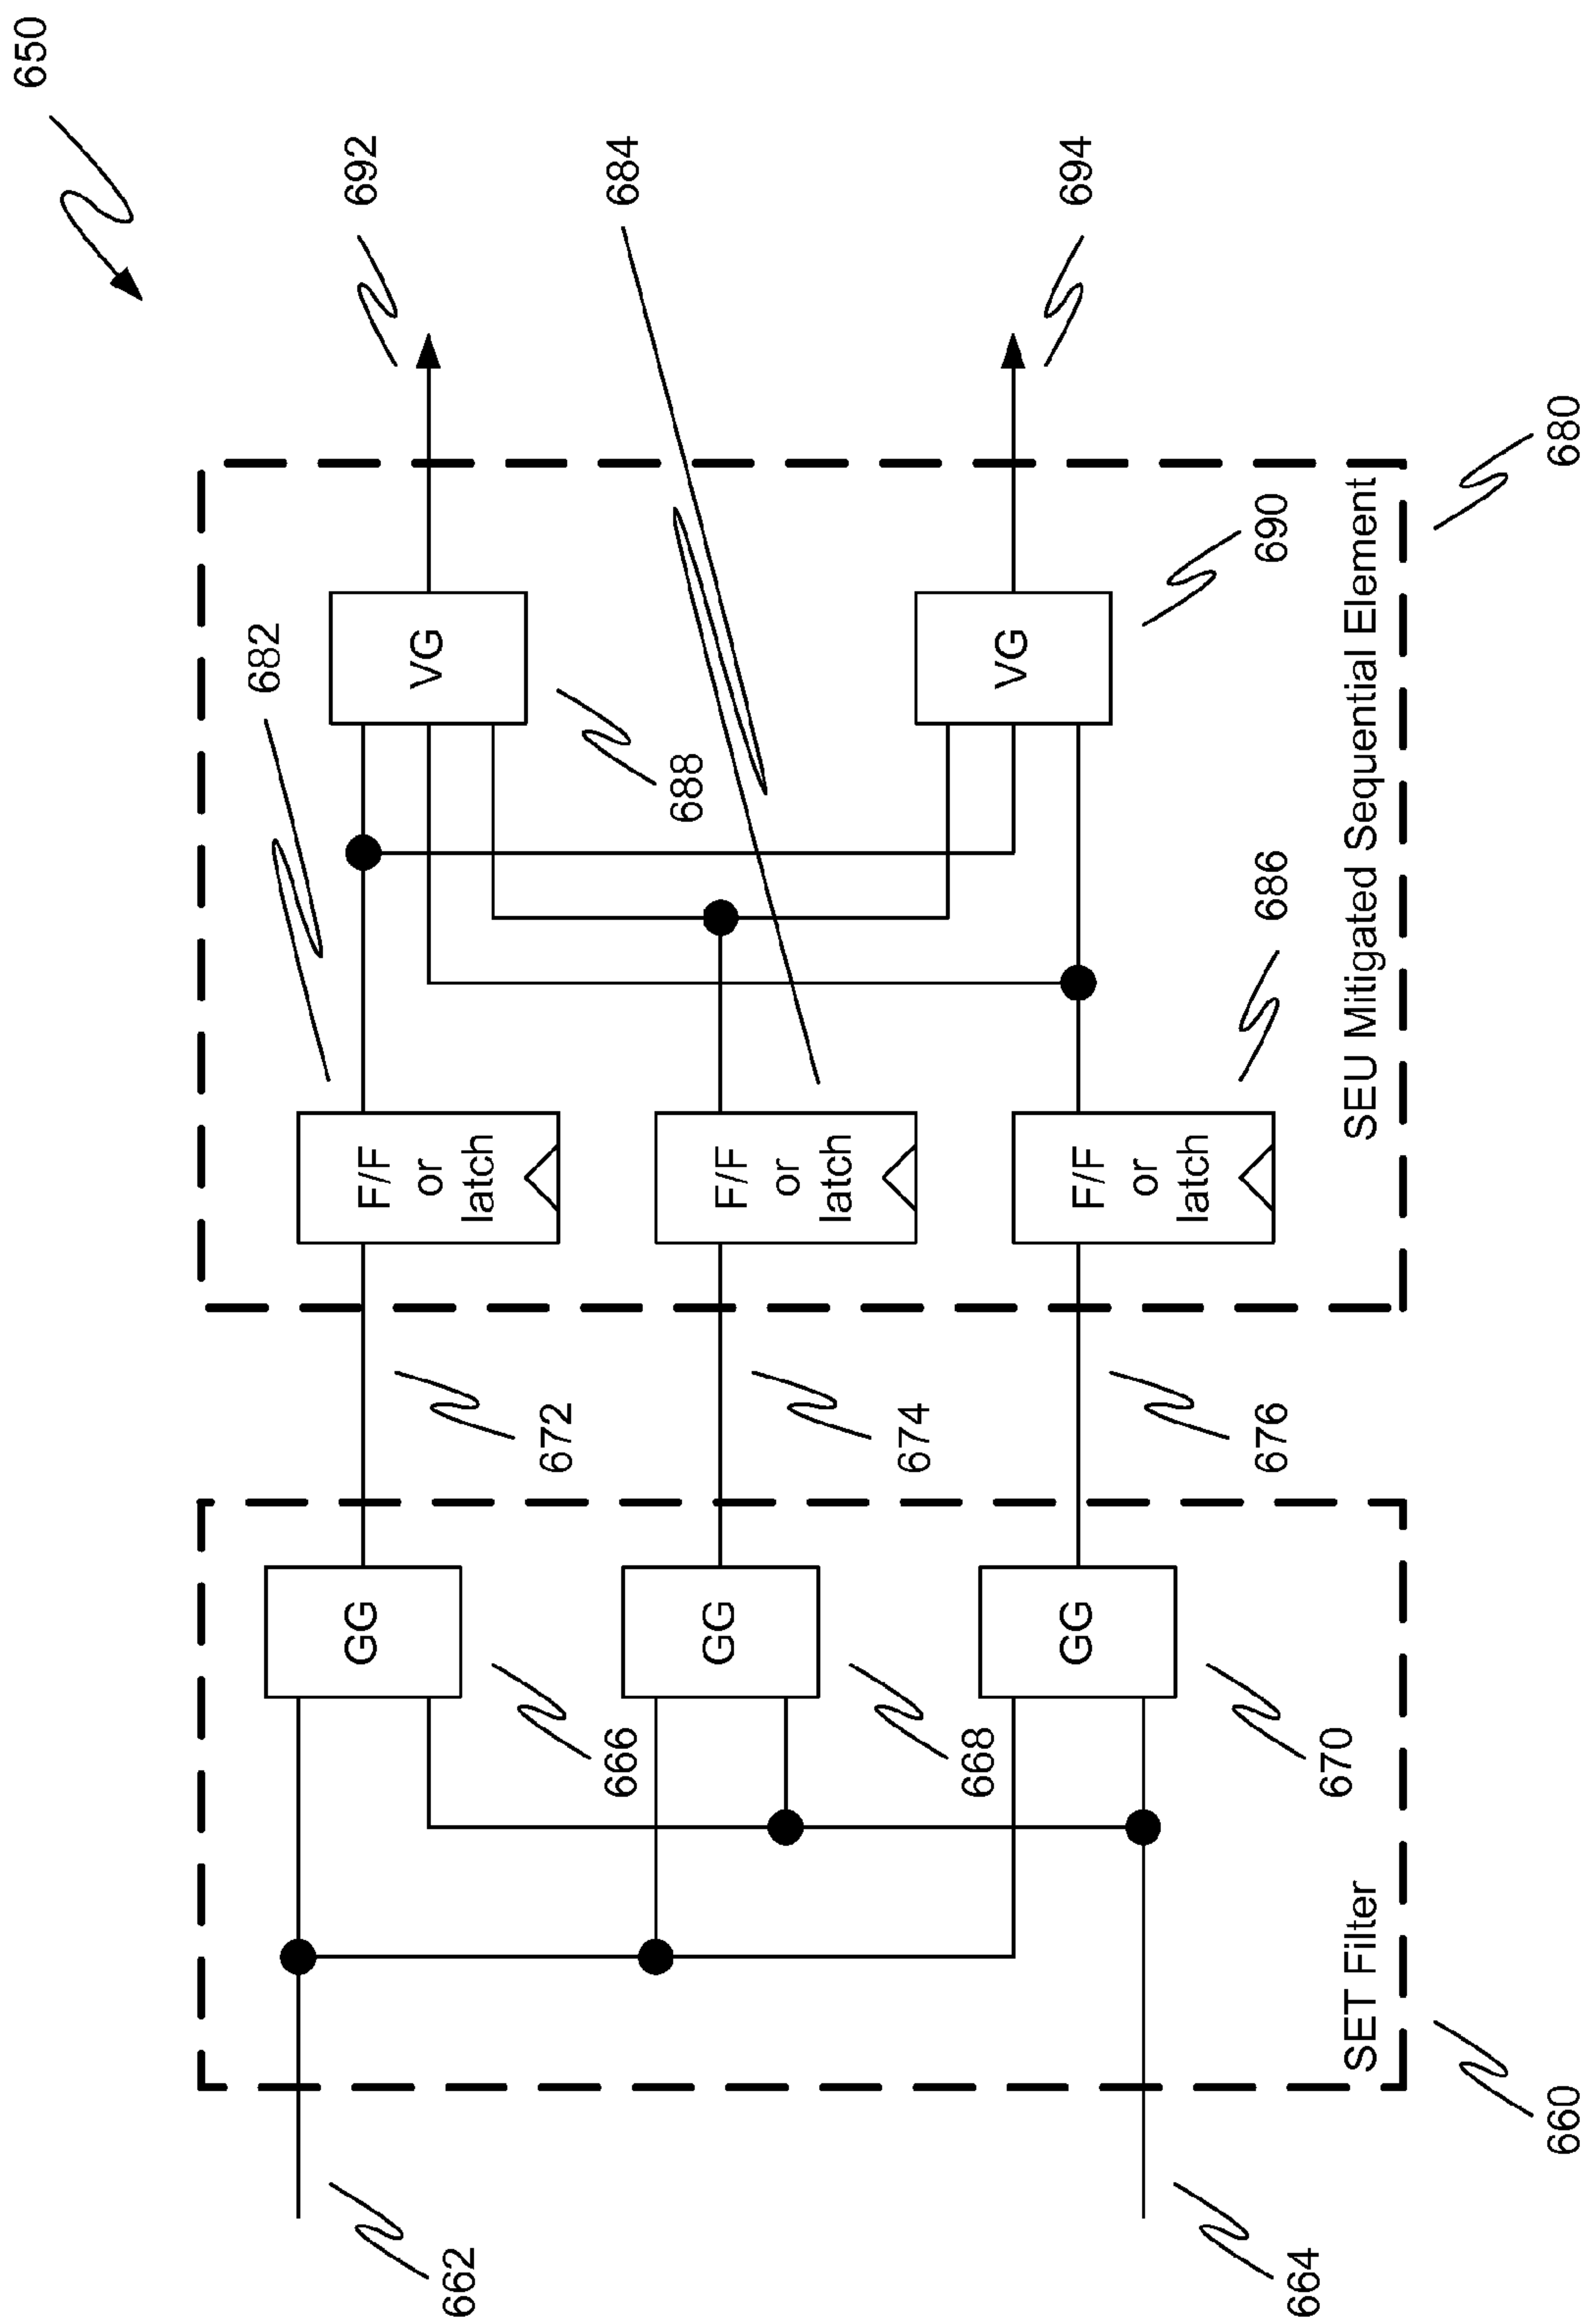 650
692
684
694
682
VG
688
VG
690
F/F
or
latch
F/F
or
latch
F/F
or
latch
686
SEU Mitigated Sequential Element
680
672
674
676
GG
666
GG
668
GG
670
SET Filter
660
662
664